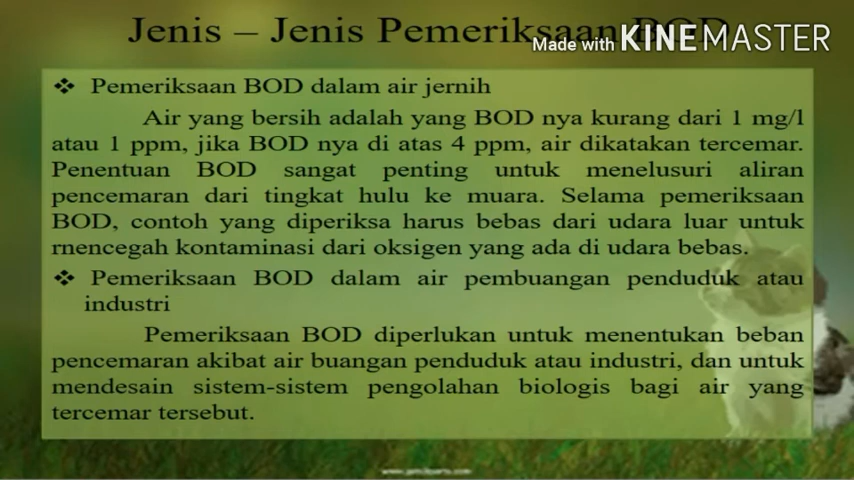 Jenis – Jenis Pemeriksaan BOD
Made with KINEMASTER
❖ Pemeriksaan BOD dalam air jernih
Air yang bersih adalah yang BOD nya kurang dari 1 mg/l
atau 1 ppm, jika BOD nya di atas 4 ppm, air dikatakan tercemar.
Penentuan BOD sangat penting untuk menelusuri aliran
pencemaran dari tingkat hulu ke muara. Selama pemeriksaan
BOD, contoh yang diperiksa harus bebas dari udara luar untuk
rnencegah kontaminasi dari oksigen yang ada di udara bebas.
❖ Pemeriksaan BOD dalam air pembuangan penduduk atau
industri
Pemeriksaan BOD diperlukan untuk menentukan beban
pencemaran akibat air buangan penduduk atau industri, dan untuk
mendesain sistem-sistem pengolahan biologis bagi air yang
tercemar tersebut.